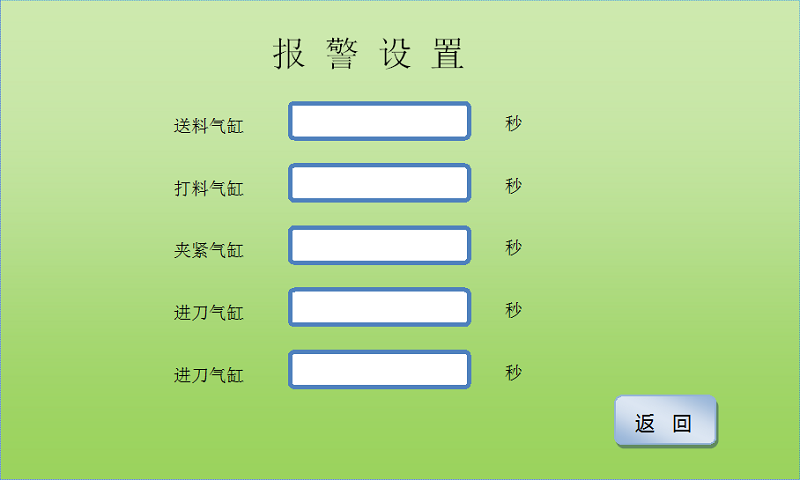 报 警 设 置
送料气缸 秒
打料气缸 秒
夹紧气缸 秒
进刀气缸 秒
进刀气缸 秒
返 回